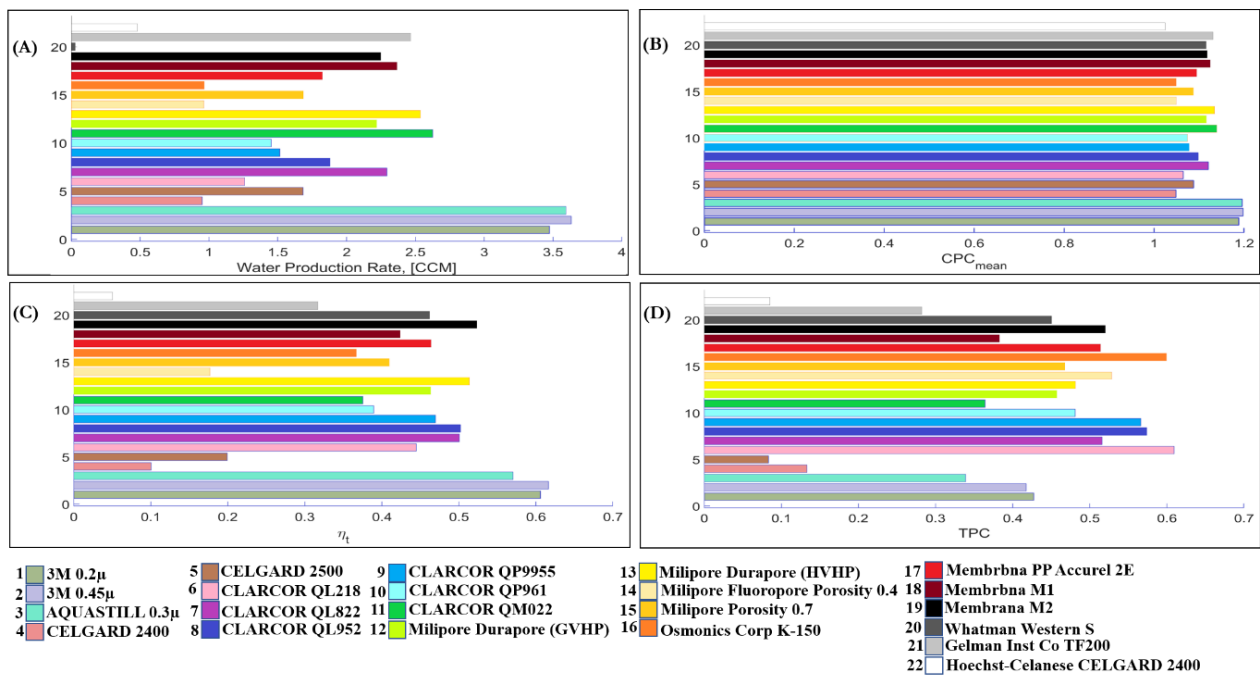 (A)
20
15
10
5
0
0 0.5 1 1.5 2 2.5 3 3.5 4
Water Production Rate, [CCM]
(B)
20
15
10
5
0
0 0.2 0.4 0.6 0.8 1 1.2
CPCmean
(C)
20
15
10
5
0
0 0.1 0.2 0.3 0.4 0.5 0.6 0.7
ηt
(D)
20
15
10
5
0
0 0.1 0.2 0.3 0.4 0.5 0.6 0.7
TPC
1 3M 0.2µ
2 3M 0.45µ
3 AQUASTILL 0.3µ
4 CELGARD 2400
5 CELGARD 2500
6 CLARCOR QL218
7 CLARCOR QL822
8 CLARCOR QL952
9 CLARCOR QP9955
10 CLARCOR QP961
11 CLARCOR QM022
12 Milipore Durapore (GVHP)
13 Milipore Durapore (HVHP)
14 Milipore Fluoropore Porosity 0.4
15 Milipore Porosity 0.7
16 Osmonics Corp K-150
17 Membrbna PP Accurel 2E
18 Membrbna M1
19 Membrana M2
20 Whatman Western S
21 Gelman Inst Co TF200
22 Hoechst-Celanese CELGARD 2400